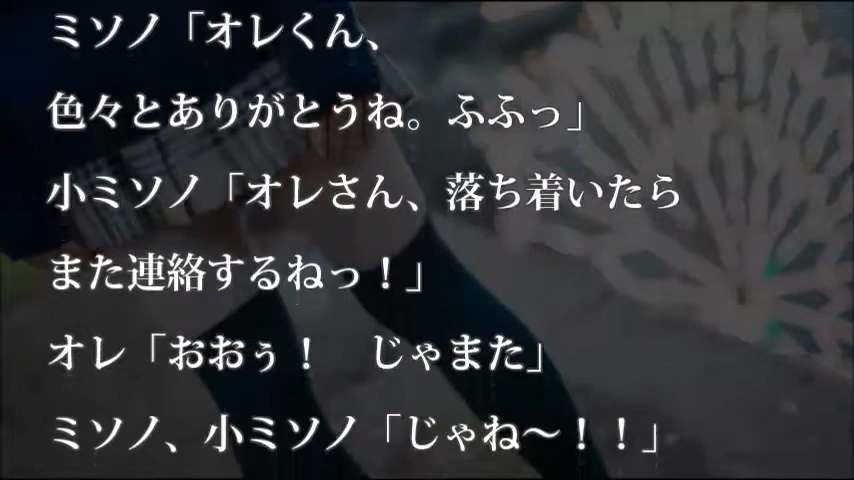 ミソノ「オレくん、
色々とありがとうね。ふふっ」
小ミソノ「オレさん、落ち着いたら
また連絡するねっ！」
オレ「おおぅ！　じゃまた」
ミソノ、小ミソノ「じゃね～！！」